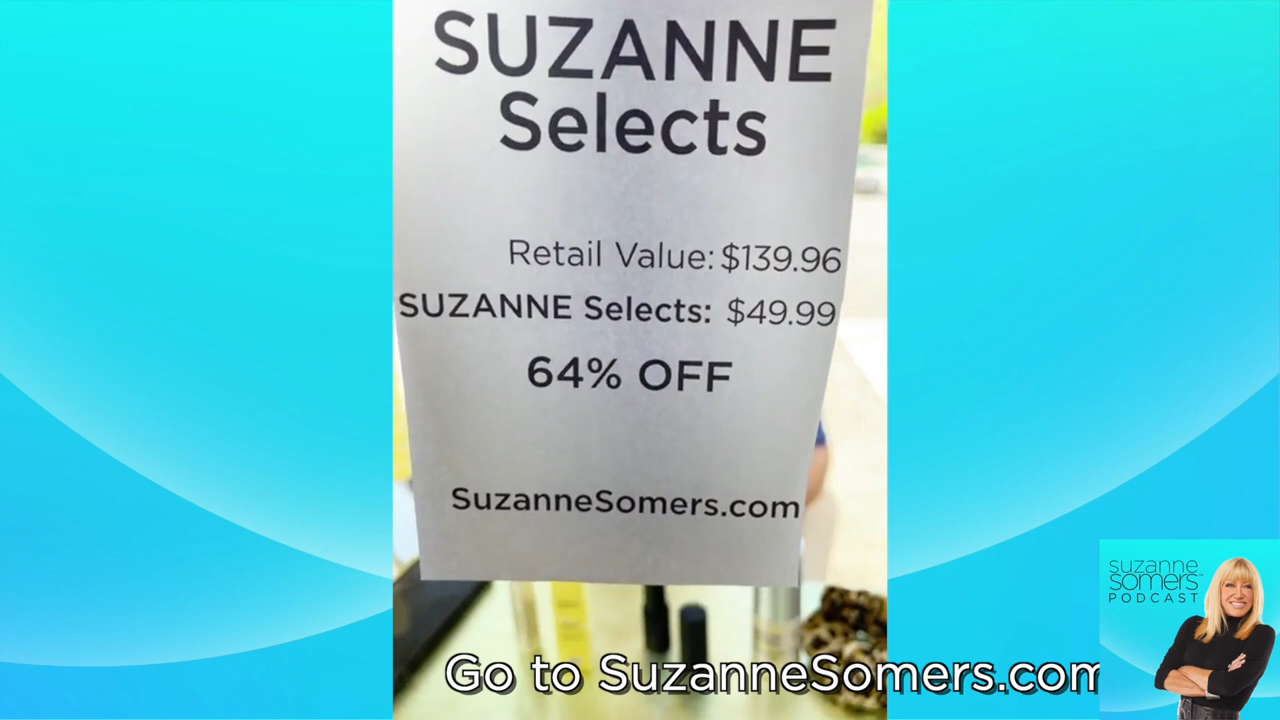 SUZANNE
Selects
Retail Value: $139.96
SUZANNE Selects: $49.99
64% OFF
SuzanneSomers.com
Go to SuzanneSomers.com
suzanne
somers
PODCAST